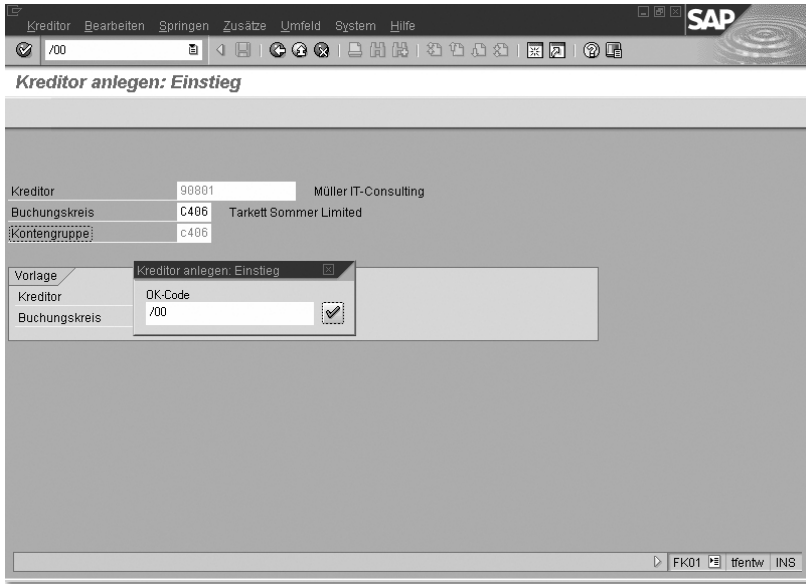 Kreditor Bearbeiten Springen Zusätze Umfeld System Hilfe
SAP
/00
Kreditor anlegen: Einstieg
Kreditor 90801 Müller IT-Consulting
Buchungskreis C406 Tarkett Sommer Limited
Kontengruppe c406
Vorlage
Kreditor
Buchungskreis
Kreditor anlegen: Einstieg
OK-Code
/00
FK01 tfentw INS